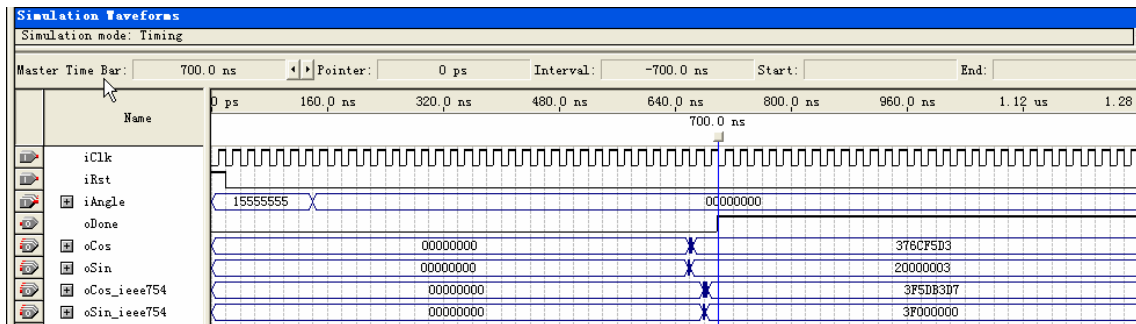 Simulation Waveforms
Simulation mode: Timing
Master Time Bar: 700.0 ns Pointer: 0 ps Interval: -700.0 ns Start: End:
Name 0 ps 160.0 ns 320.0 ns 480.0 ns 640.0 ns 800.0 ns 960.0 ns 1.12 us 1.28
700.0 ns
iClk
iRst
iAngle 15555555 00000000
oDone
oCos 00000000 376CF5D3
oSin 00000000 20000003
oCos_ieee754 00000000 3F5DB3D7
oSin_ieee754 00000000 3F000000